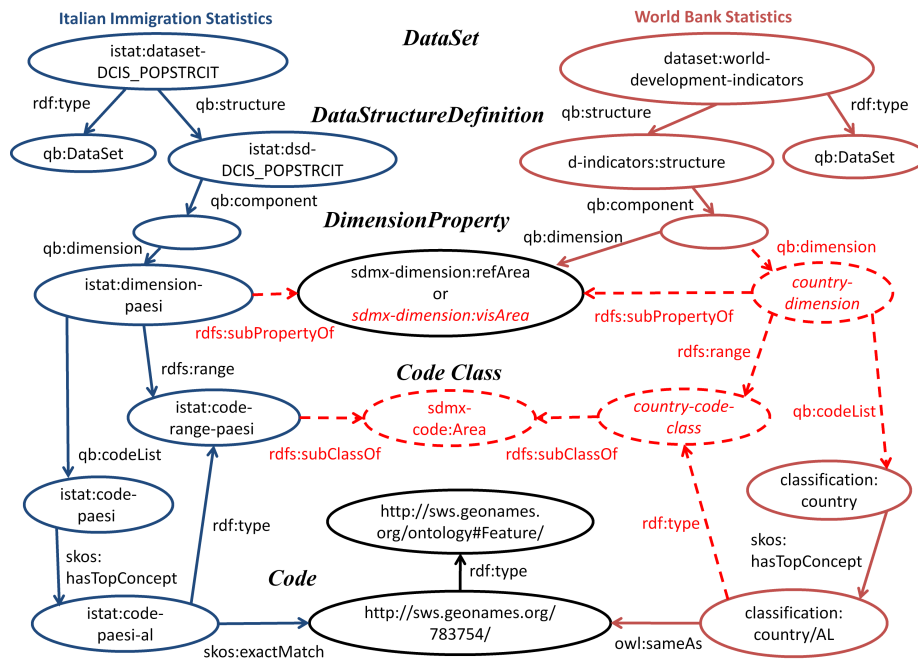 Italian Immigration Statistics
World Bank Statistics
DataSet
istat:dataset-
DCIS_POPSTRCIT
dataset:world-
development-indicators
rdf:type
qb:structure
qb:structure
rdf:type
DataStructureDefinition
qb:DataSet
istat:dsd-
DCIS_POPSTRCIT
d-indicators:structure
qb:DataSet
qb:component
qb:component
DimensionProperty
qb:dimension
qb:dimension
qb:dimension
istat:dimension-
paesi
sdmx-dimension:refArea
or
sdmx-dimension:visArea
country-
dimension
rdfs:subPropertyOf
rdfs:subPropertyOf
rdfs:range
rdfs:range
Code Class
istat:code-
range-paesi
sdmx-
code:Area
country-code-
class
qb:codeList
rdfs:subClassOf
rdfs:subClassOf
qb:codeList
istat:code-
paesi
classification:
country
http://sws.geonames.
org/ontology#Feature/
rdf:type
rdf:type
skos:
hasTopConcept
skos:
hasTopConcept
rdf:type
Code
istat:code-
paesi-al
http://sws.geonames.org/
783754/
classification:
country/AL
skos:exactMatch
owl:sameAs